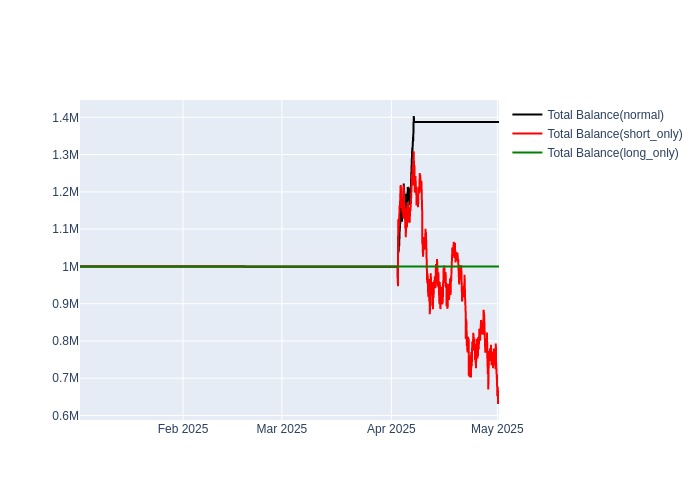 1.4M
1.3M
1.2M
1.1M
1M
0.9M
0.8M
0.7M
0.6M
Feb 2025
Mar 2025
Apr 2025
May 2025
Total Balance(normal)
Total Balance(short_only)
Total Balance(long_only)